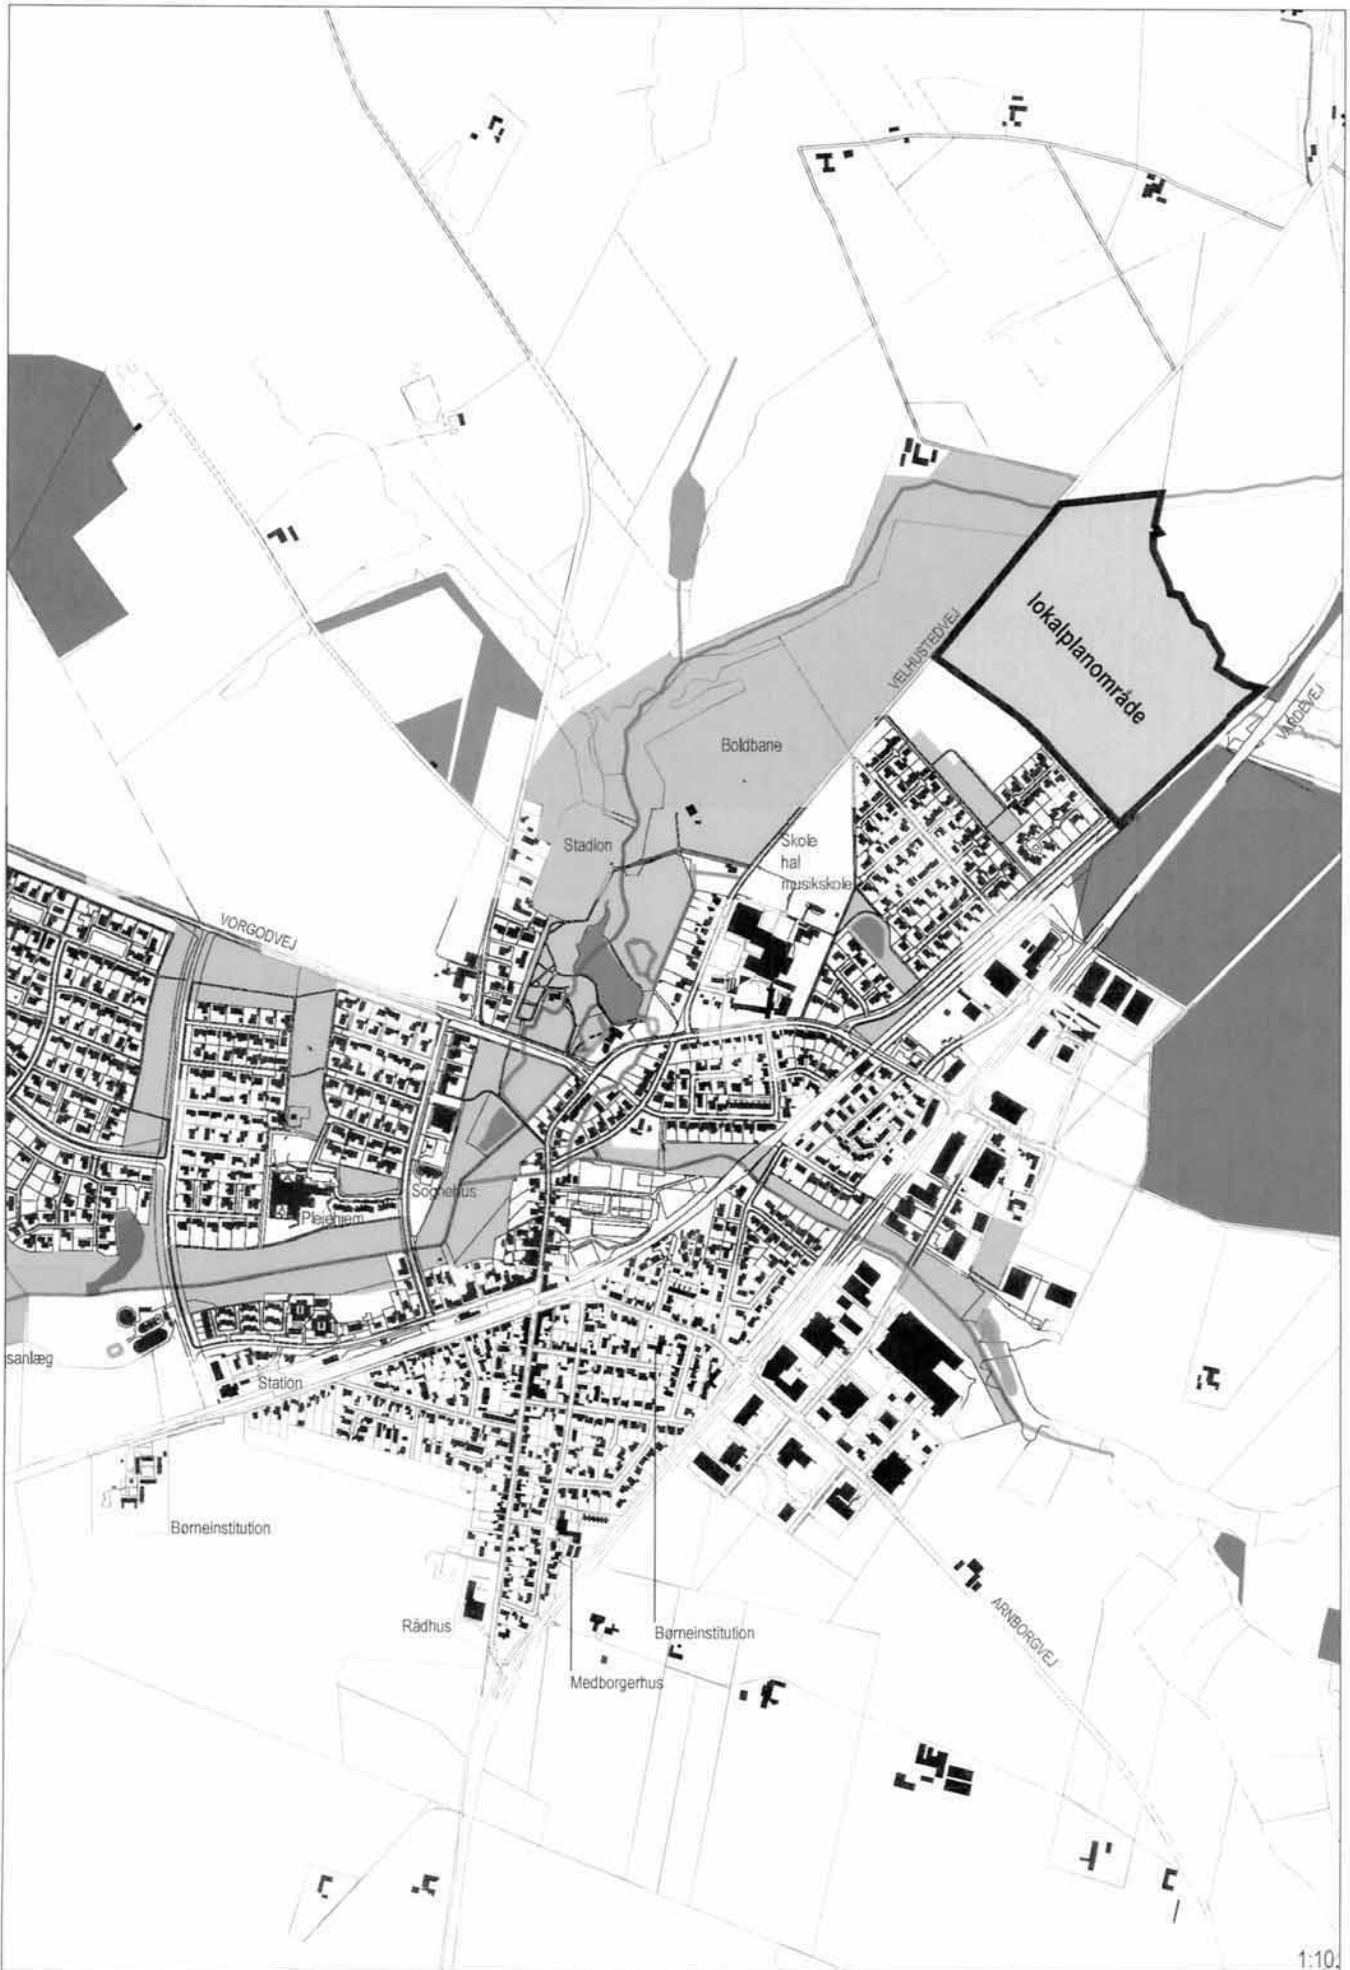 lokalplanområde
VELHUSTEDVEJ
VARDEVEJ
Boldbane
Stadion
Skole
hal
musikskole
VORGODVEJ
Sognehus
Plejehjem
sanlæg
Station
Børneinstitution
Rådhus
Børneinstitution
Medborgerhus
ARNBORGVEJ
1:10.